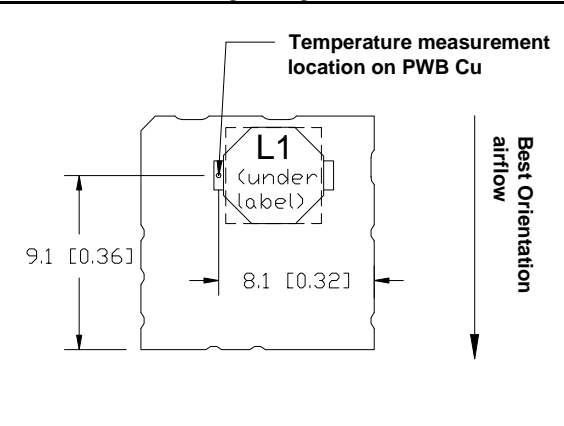 Temperature measurement
location on PWB Cu
L1
(under
label)
9.1 [0.36]
8.1 [0.32]
Best Orientation
airflow